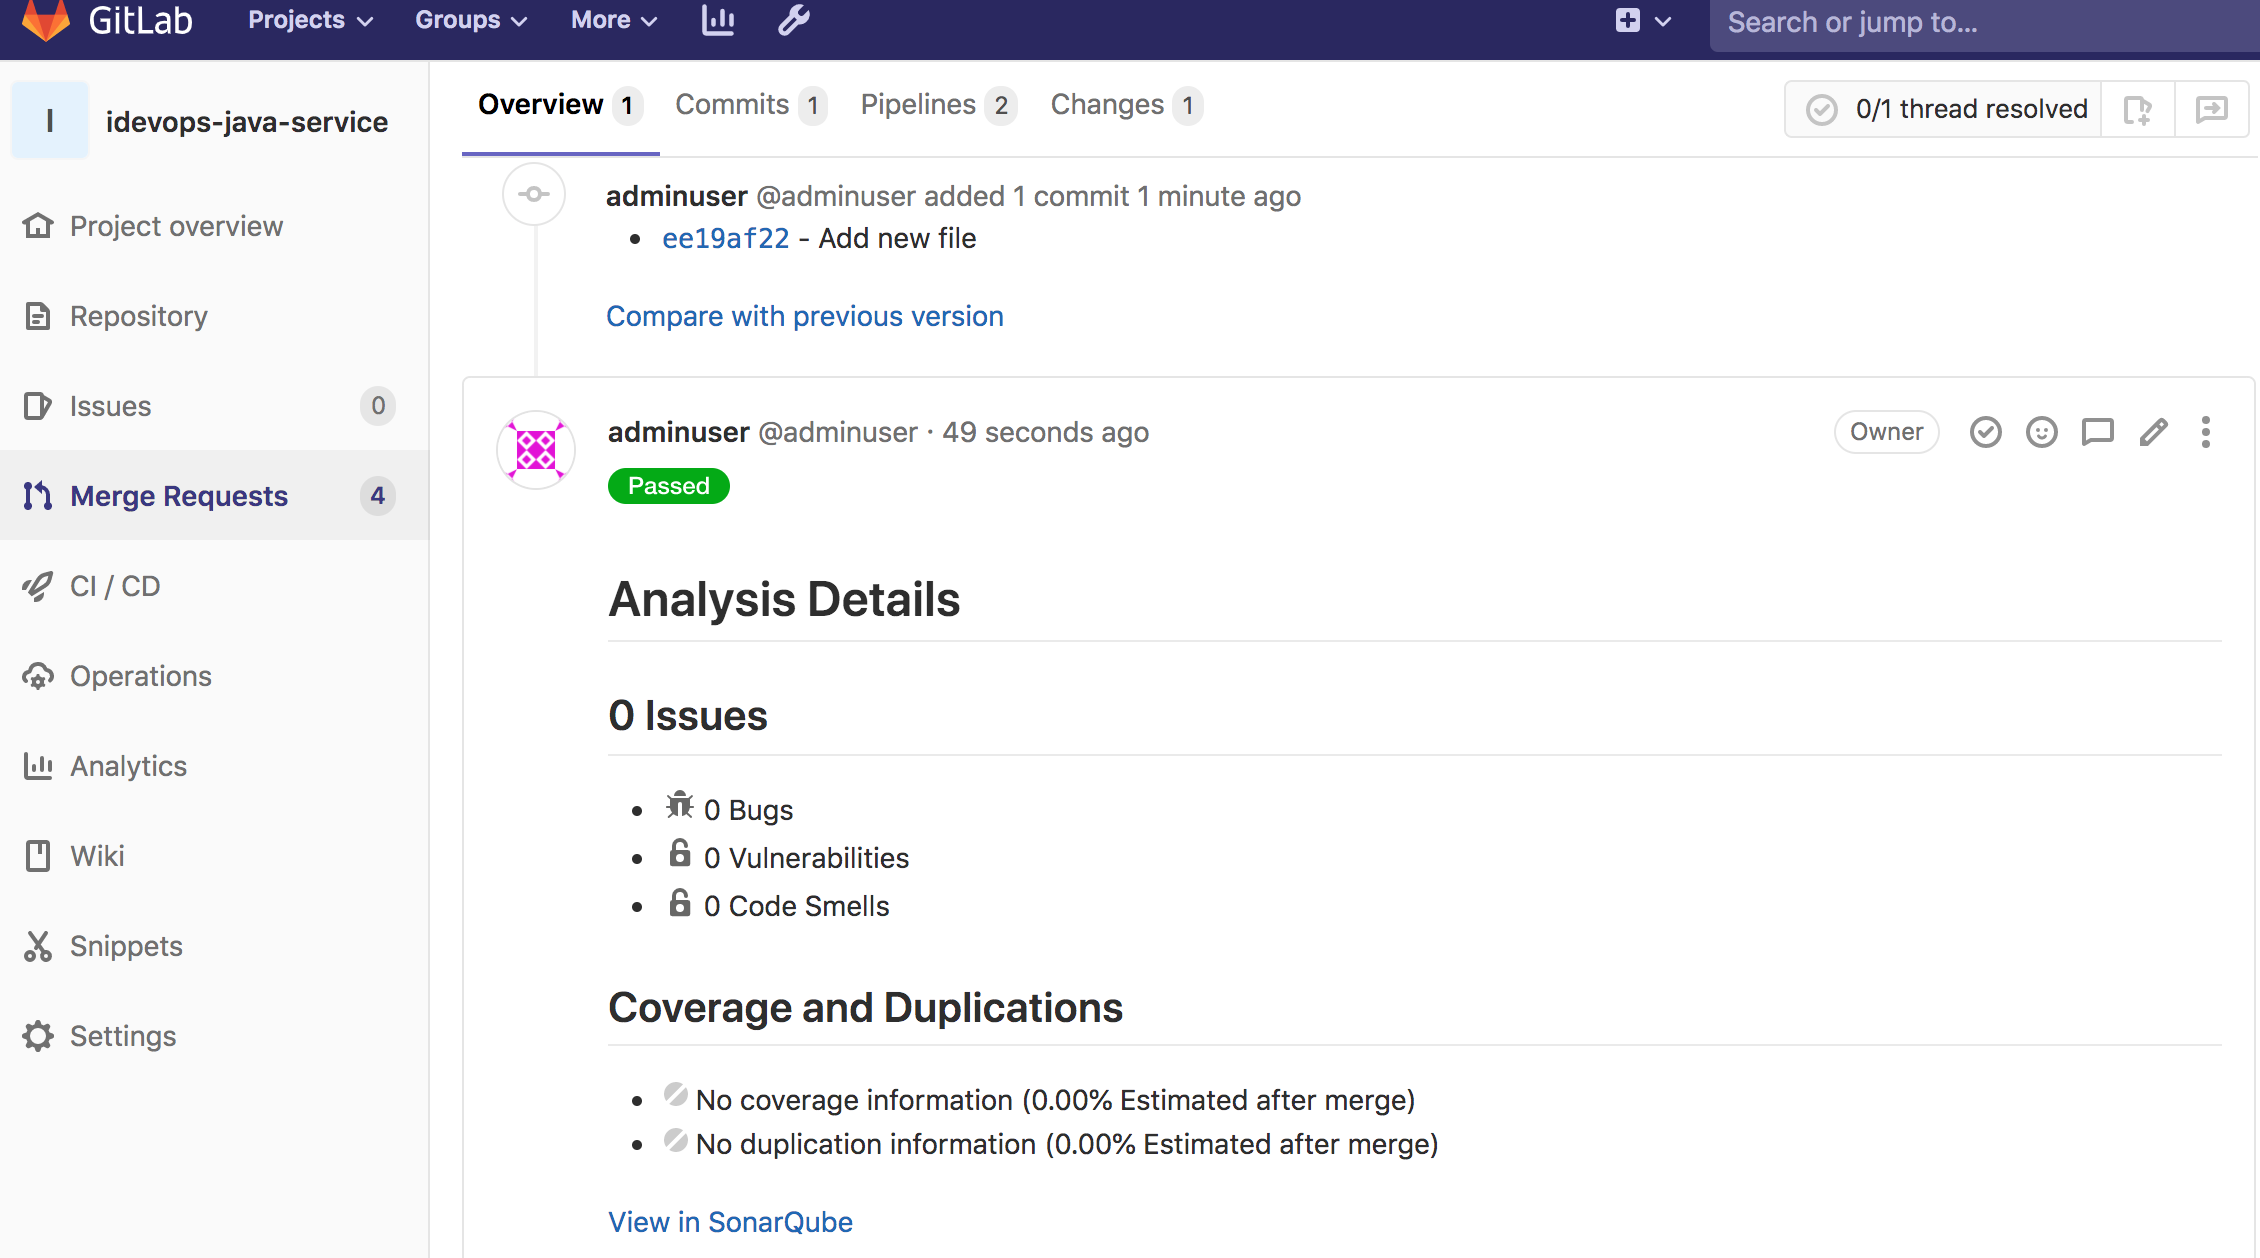 GitLab Projects Groups More Search or jump to...
I idevops-java-service
Project overview
Repository
Issues 0
Merge Requests 4
CI / CD
Operations
Analytics
Wiki
Snippets
Settings
Overview 1 Commits 1 Pipelines 2 Changes 1 0/1 thread resolved
adminuser @adminuser added 1 commit 1 minute ago
ee19af22 - Add new file
Compare with previous version
adminuser @adminuser · 49 seconds ago Owner
Passed
Analysis Details
0 Issues
0 Bugs
0 Vulnerabilities
0 Code Smells
Coverage and Duplications
No coverage information (0.00% Estimated after merge)
No duplication information (0.00% Estimated after merge)
View in SonarQube